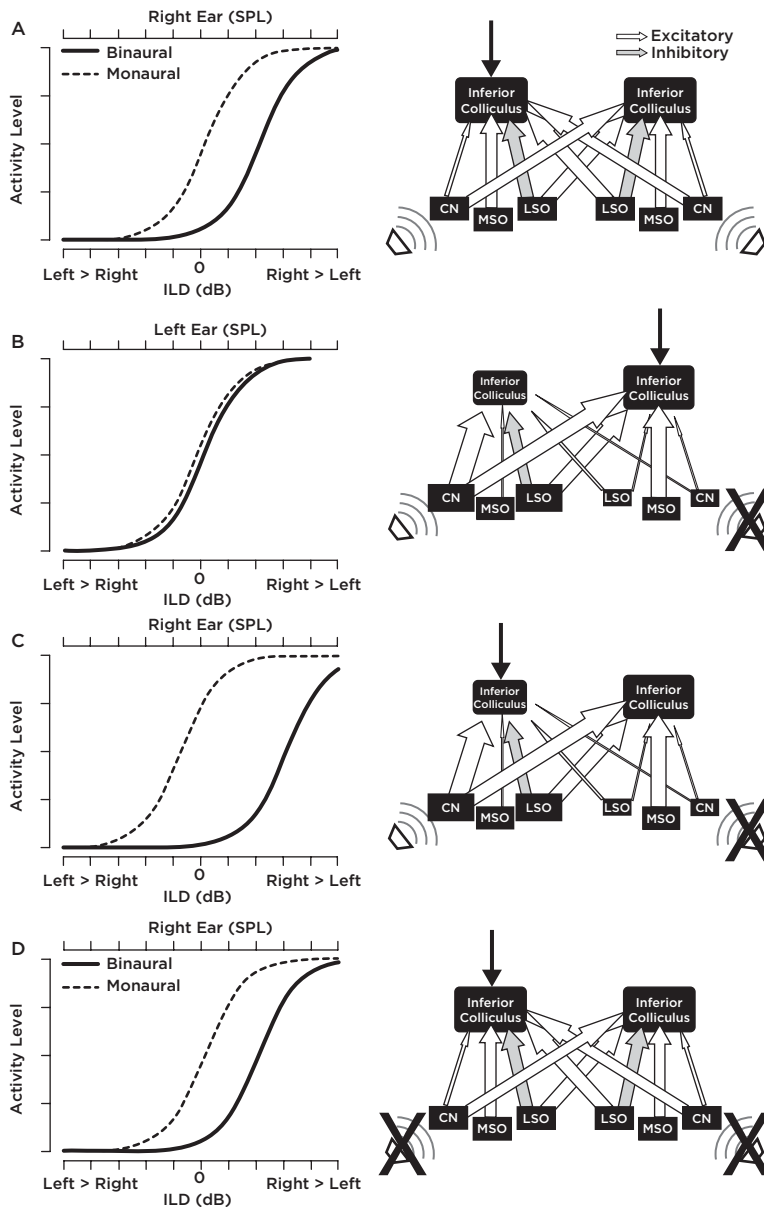 A
Right Ear (SPL)
Binaural
Monaural
Activity Level
0
Left > Right
Right > Left
ILD (dB)
Excitatory
Inhibitory
Inferior
Colliculus
Inferior
Colliculus
CN
MSO
LSO
LSO
MSO
CN
B
Left Ear (SPL)
Activity Level
0
Left > Right
Right > Left
ILD (dB)
Inferior
Colliculus
Inferior
Colliculus
CN
MSO
LSO
LSO
MSO
CN
C
Right Ear (SPL)
Activity Level
0
Left > Right
Right > Left
ILD (dB)
Inferior
Colliculus
Inferior
Colliculus
CN
MSO
LSO
LSO
MSO
CN
D
Right Ear (SPL)
Binaural
Monaural
Activity Level
0
Left > Right
Right > Left
ILD (dB)
Inferior
Colliculus
Inferior
Colliculus
CN
MSO
LSO
LSO
MSO
CN